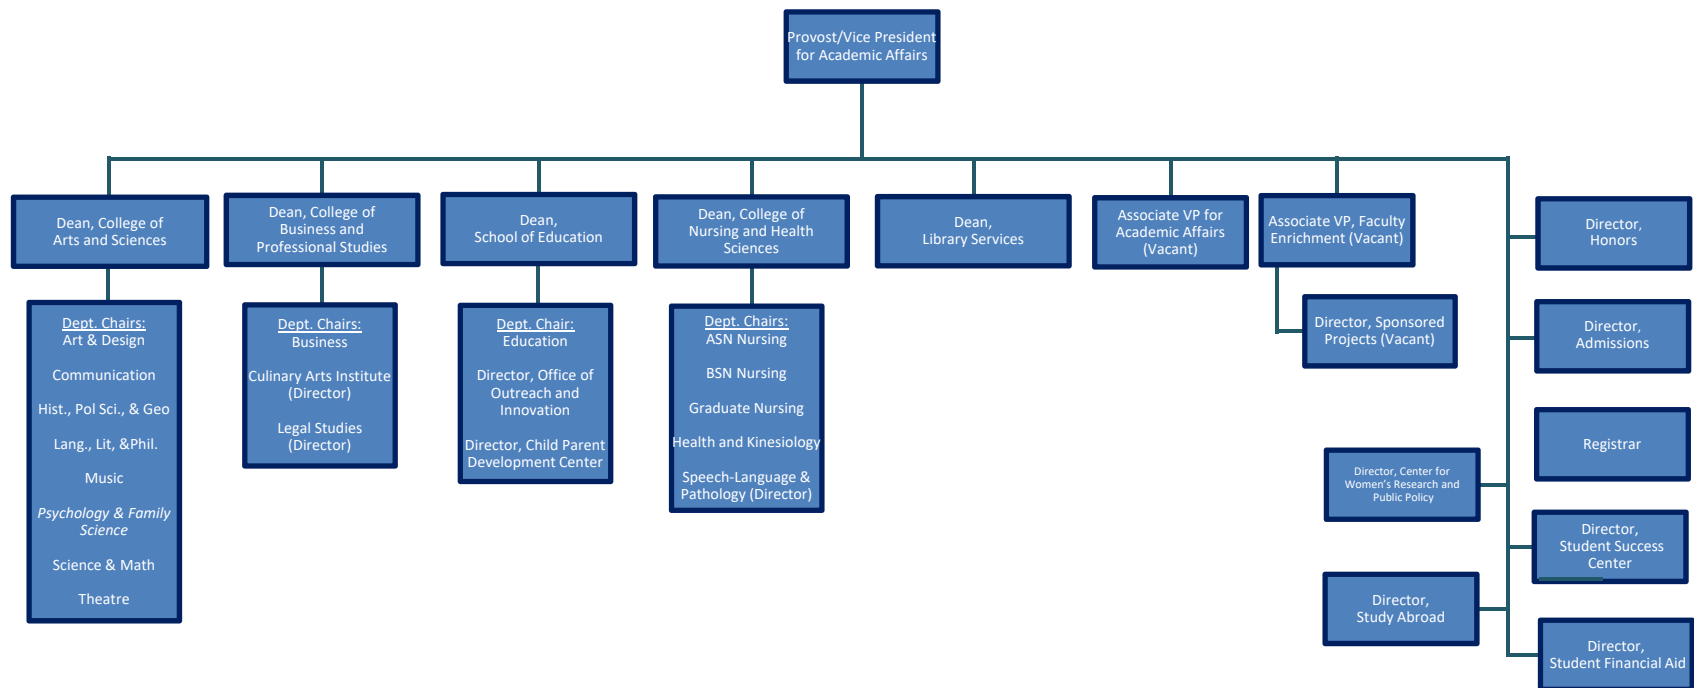 Provost/Vice President
for Academic Affairs
Dean, College of
Arts and Sciences
Dean, College of
Business and
Professional Studies
Dean,
School of Education
Dean, College of
Nursing and Health
Sciences
Dean,
Library Services
Associate VP for
Academic Affairs
(Vacant)
Associate VP, Faculty
Enrichment (Vacant)
Director,
Honors
Dept. Chairs:
Art & Design
Communication
Hist., Pol Sci., & Geo
Lang., Lit, &Phil.
Music
Psychology & Family
Science
Science & Math
Theatre
Dept. Chairs:
Business
Culinary Arts Institute
(Director)
Legal Studies
(Director)
Dept. Chair:
Education
Director, Office of
Outreach and
Innovation
Director, Child Parent
Development Center
Dept. Chairs:
ASN Nursing
BSN Nursing
Graduate Nursing
Health and Kinesiology
Speech-Language &
Pathology (Director)
Director, Sponsored
Projects (Vacant)
Director,
Admissions
Registrar
Director, Center for
Women's Research and
Public Policy
Director,
Student Success
Center
Director,
Study Abroad
Director,
Student Financial Aid